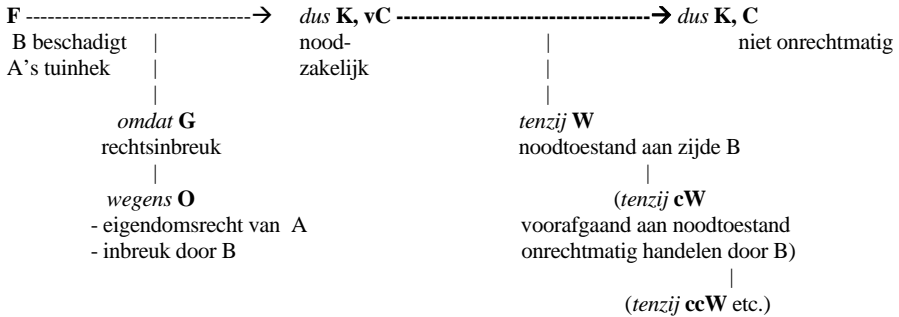 F ------------------------------→ dus K, vC -----------------------------------→ dus K, C
B beschadigt | nood- | niet onrechtmatig
A's tuinhek | zakelijk |
| |
omdat G tenzij W
rechtsinbreuk noodtoestand aan zijde B
| |
wegens O (tenzij cW
- eigendomsrecht van A voorafgaand aan noodtoestand
- inbreuk door B onrechtmatig handelen door B)
|
(tenzij ccW etc.)